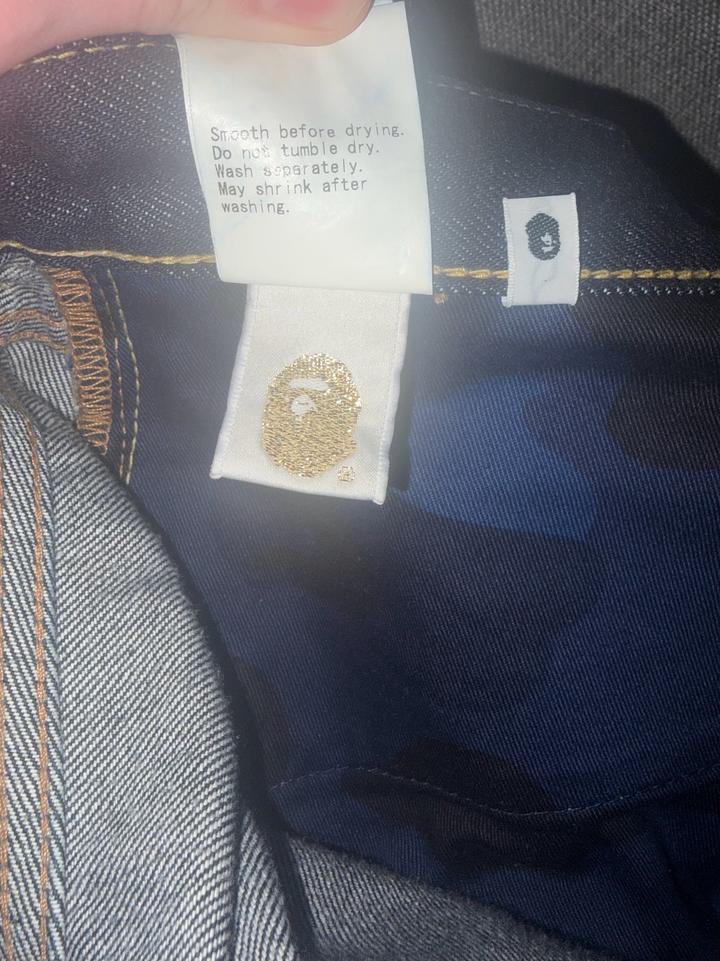 Smooth before drying.
Do not tumble dry.
Wash separately.
May shrink after
washing.